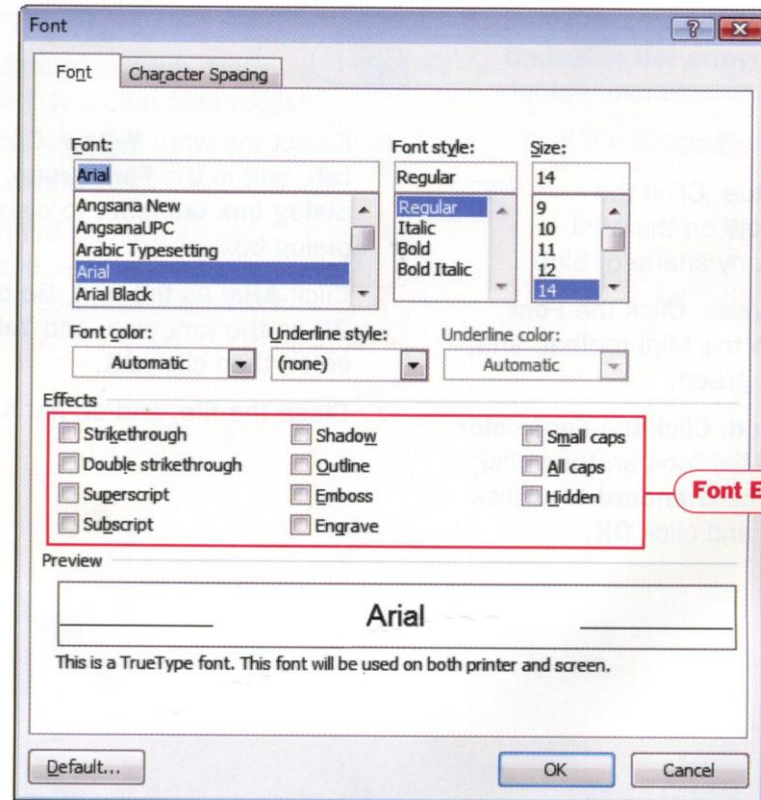 Font
Font
Character Spacing
Font:
Font style:
Size:
Arial
Regular
14
Angsana New
AngsanaUPC
Arabic Typesetting
Arial
Arial Black
Regular
Italic
Bold
Bold Italic
9
10
11
12
14
Font color:
Underline style:
Underline color:
Automatic
(none)
Automatic
Effects
Strikethrough
Shadow
Small caps
Double strikethrough
Outline
All caps
Superscript
Emboss
Hidden
Subscript
Engrave
Font E
Preview
Arial
This is a TrueType font. This font will be used on both printer and screen.
Default...
OK
Cancel